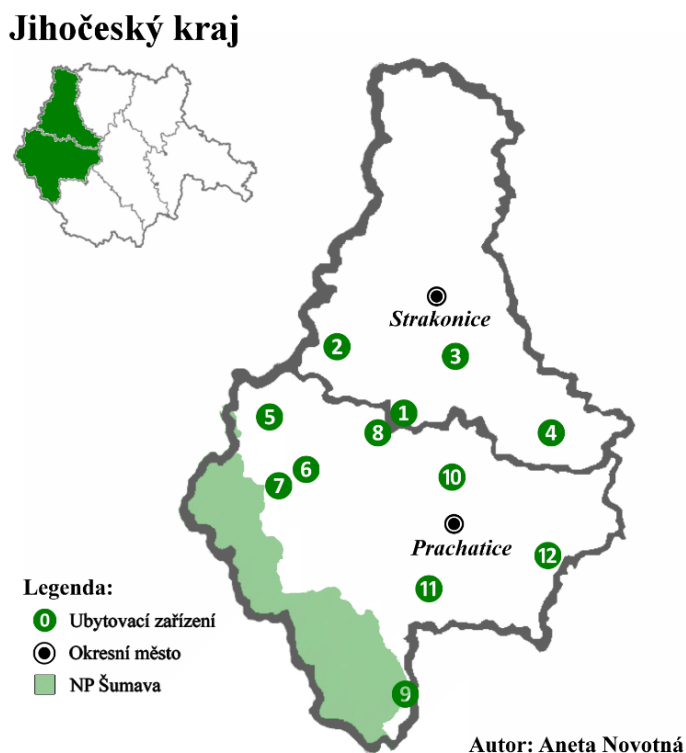 Jihočeský kraj
Strakonice
2
3
1
5
8
4
6
10
7
Prachatice
12
11
Legenda:
0 Ubytovací zařízení
Okresní město
NP Šumava
9
Autor: Aneta Novotná